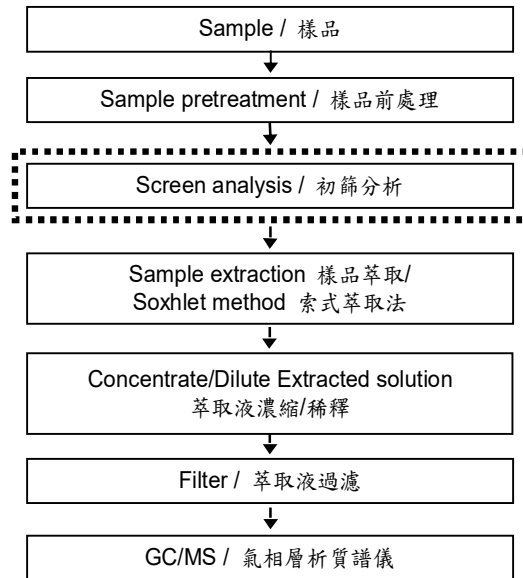 Sample / 樣品
Sample pretreatment / 樣品前處理
Screen analysis / 初篩分析
Sample extraction 樣品萃取/
Soxhlet method 索式萃取法
Concentrate/Dilute Extracted solution
萃取液濃縮/稀釋
Filter / 萃取液過濾
GC/MS / 氣相層析質譜儀